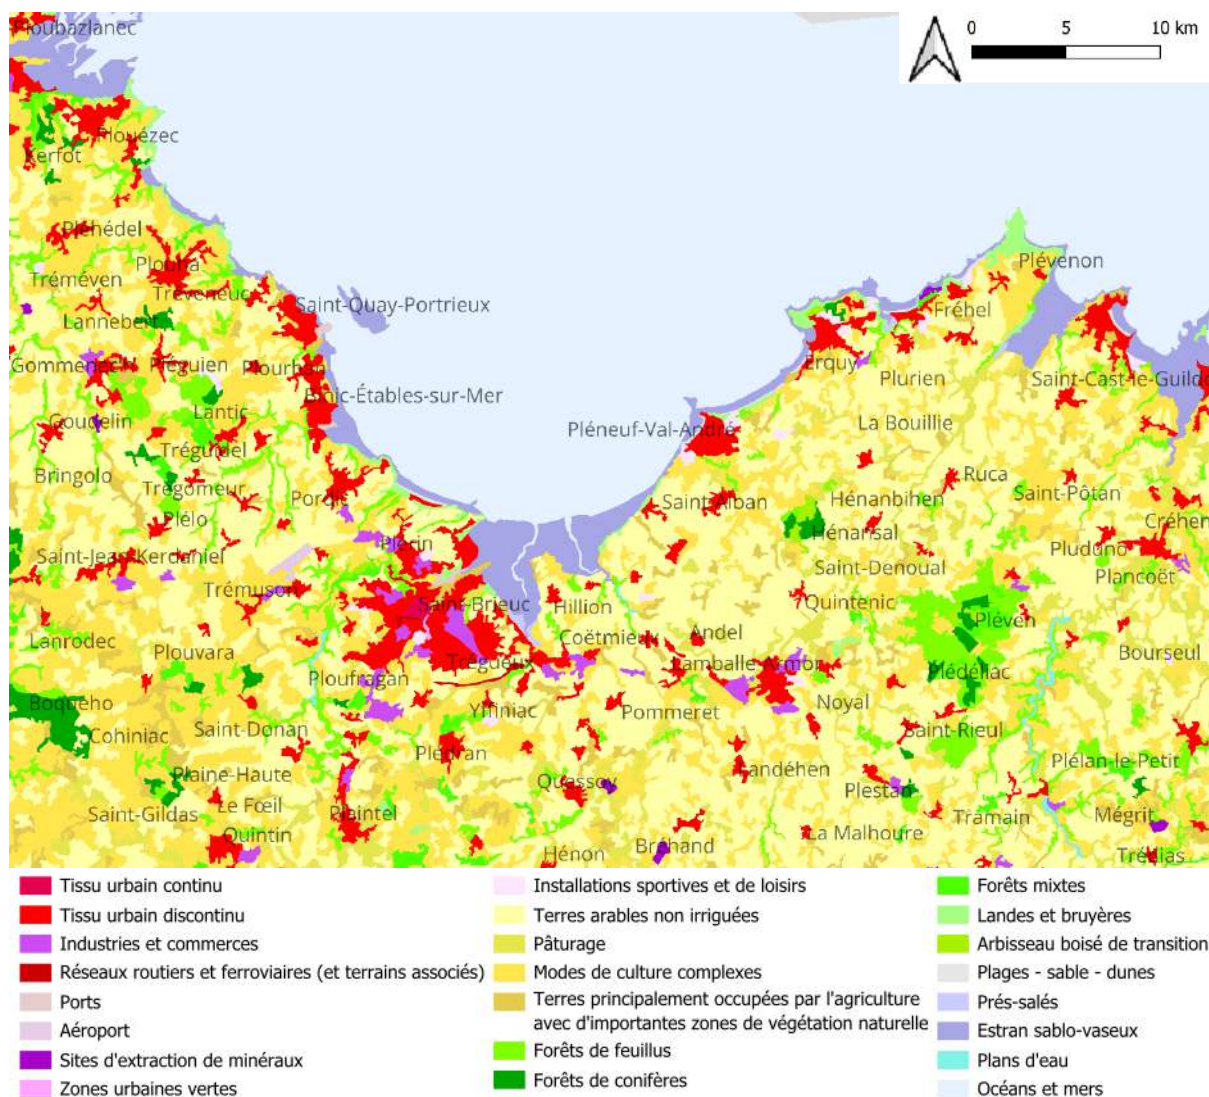 Ploubazlanec
0 5 10 km
Plouézec
Kerfot
Pléhédel
Plévenon
Plouha
Tréméven
Tréveneuc
Saint-Quay-Portrieux
Fréhel
Lannebert
Gommenec'h Pléguien Plourhan
Erquy
Plurien
Saint-Cast-le-Guildo
Binic-Étables-sur-Mer
Lantic
Goudelin
La Bouillie
Pléneuf-Val-André
Tréguidel
Bringolo
Ruca
Trégomeur
Pordic
Saint-Alban
Hénanbihen
Saint-Pôtan
Plélo
Créhen
Hénansal
Plérin
Pluduno
Saint-Jean-Kerdaniel
Saint-Denoual
Plancoët
Trémuson
Saint-Brieuc
Hillion
Quintenic
Pléven
Lanrodec
Coëtmieux
Andel
Plouvara
Bourseul
Trégueux
Lamballe-Armor
Plédéliac
Ploufragan
Boqueho
Yffiniac
Pommeret
Noyal
Saint-Donan
Saint-Rieul
Cohiniac
Plédran
Plélan-le-Petit
Plaine-Haute
Quessoy
Landéhen
Plestan
Le Fœil
Saint-Gildas
Plaintel
Tramain
Mégrit
Quintin
La Malhoure
Bréhand
Hénon
Trédias
Tissu urbain continu
Tissu urbain discontinu
Industries et commerces
Réseaux routiers et ferroviaires (et terrains associés)
Ports
Aéroport
Sites d'extraction de minéraux
Zones urbaines vertes
Installations sportives et de loisirs
Terres arables non irriguées
Pâturage
Modes de culture complexes
Terres principalement occupées par l'agriculture
avec d'importantes zones de végétation naturelle
Forêts de feuillus
Forêts de conifères
Forêts mixtes
Landes et bruyères
Arbisseau boisé de transition
Plages - sable - dunes
Prés-salés
Estran sablo-vaseux
Plans d'eau
Océans et mers